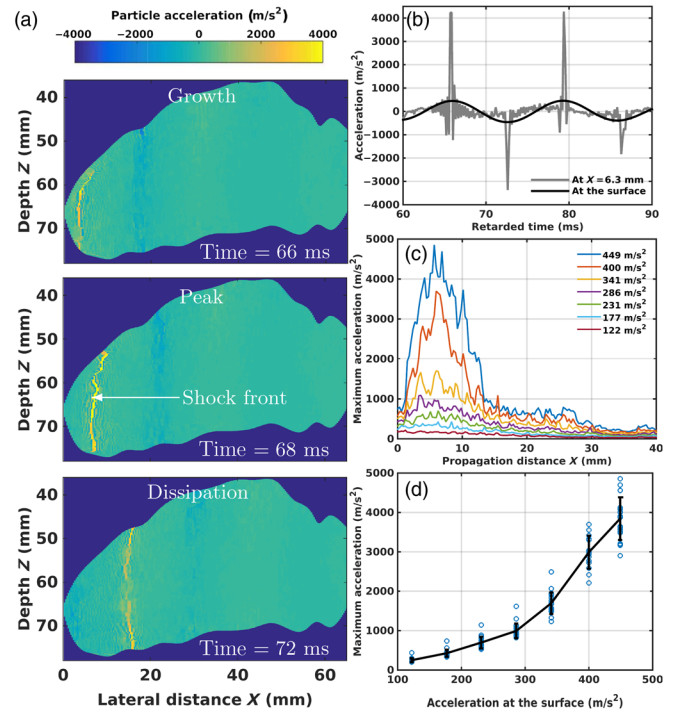 (a)
Particle acceleration (m/s²)
−4000 −2000 0 2000 4000
Growth
Time = 66 ms
40
50
60
70
Depth Z (mm)
Peak
Shock front
Time = 68 ms
40
50
60
70
Depth Z (mm)
Dissipation
Time = 72 ms
40
50
60
70
Depth Z (mm)
0 20 40 60
Lateral distance X (mm)
(b)
4000
3000
2000
1000
0
−1000
−2000
−3000
−4000
Acceleration (m/s²)
At X = 6.3 mm
At the surface
60 70 80 90
Retarded time (ms)
(c)
5000
4000
3000
2000
1000
0
Maximum acceleration (m/s²)
449 m/s²
400 m/s²
341 m/s²
286 m/s²
231 m/s²
177 m/s²
122 m/s²
0 10 20 30 40
Propagation distance X (mm)
(d)
5000
4000
3000
2000
1000
0
Maximum acceleration (m/s²)
100 200 300 400 500
Acceleration at the surface (m/s²)